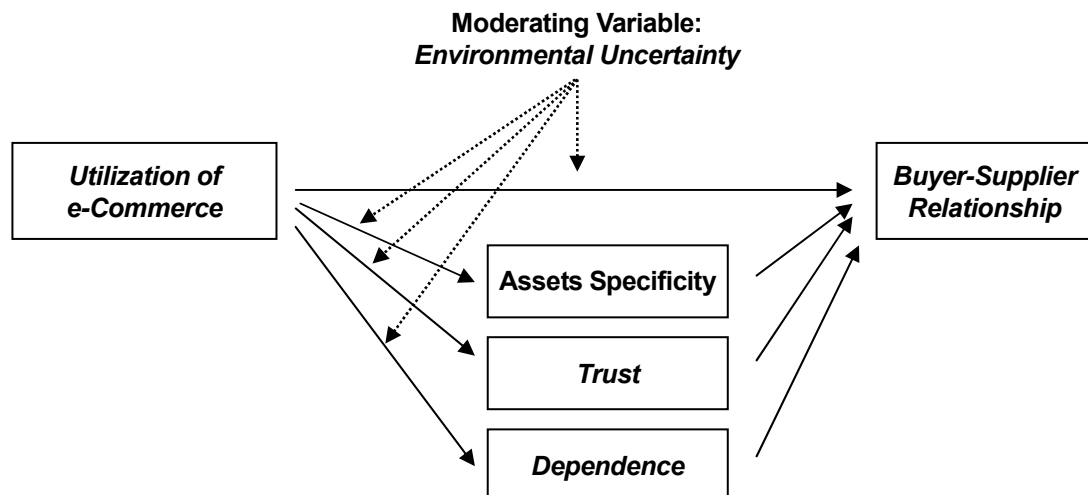 Moderating Variable:
Environmental Uncertainty
Utilization of
e-Commerce
Buyer-Supplier
Relationship
Assets Specificity
Trust
Dependence